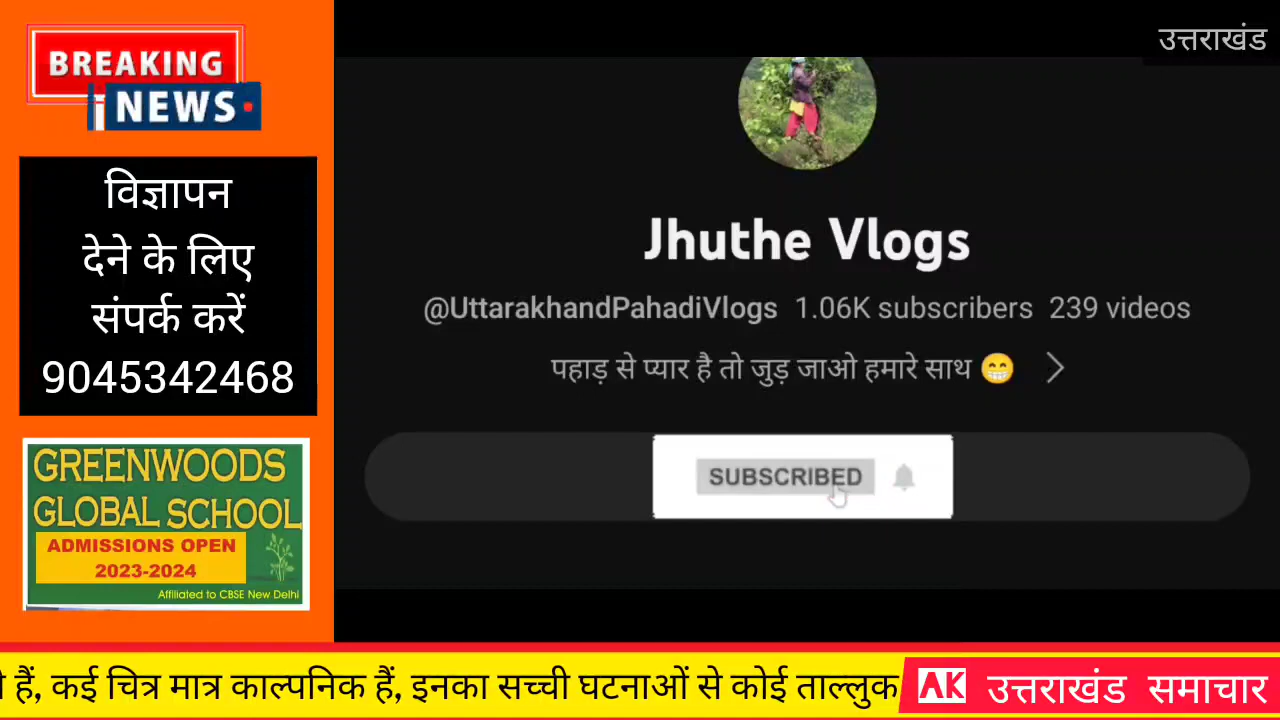 BREAKING
NEWS
विज्ञापन
देने के लिए
संपर्क करें
9045342468
GREENWOODS
GLOBAL SCHOOL
ADMISSIONS OPEN
2023-2024
Affiliated to CBSE New Delhi
उत्तराखंड
Jhuthe Vlogs
@UttarakhandPahadiVlogs 1.06K subscribers 239 videos
पहाड़ से प्यार है तो जुड़ जाओ हमारे साथ 😁
SUBSCRIBED
हैं, कई चित्र मात्र काल्पनिक हैं, इनका सच्ची घटनाओं से कोई ताल्लुक
AK उत्तराखंड समाचार